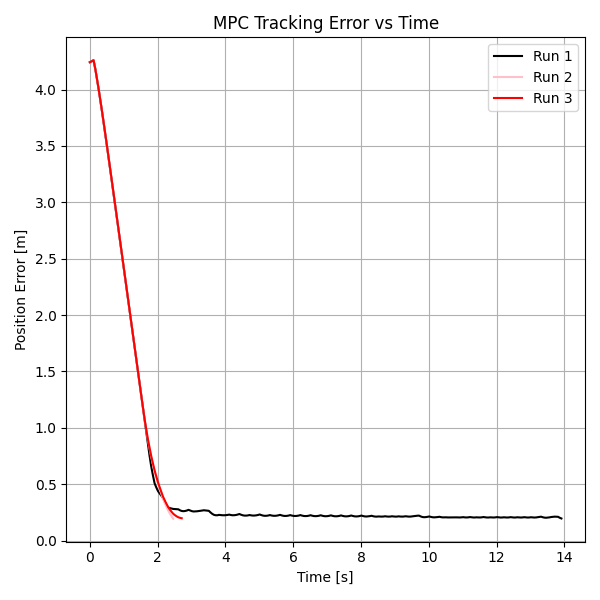 MPC Tracking Error vs Time
Run 1
Run 2
Run 3
Position Error [m]
4.0
3.5
3.0
2.5
2.0
1.5
1.0
0.5
0.0
0 2 4 6 8 10 12 14
Time [s]